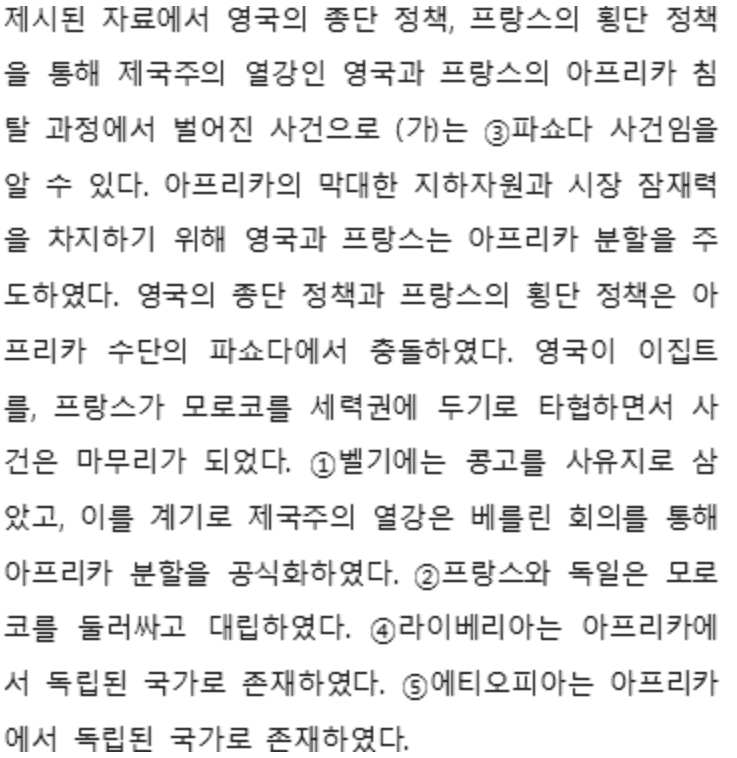 제시된 자료에서 영국의 종단 정책, 프랑스의 횡단 정책
을 통해 제국주의 열강인 영국과 프랑스의 아프리카 침
탈 과정에서 벌어진 사건으로 (가)는 ③파쇼다 사건임을
알 수 있다. 아프리카의 막대한 지하자원과 시장 잠재력
을 차지하기 위해 영국과 프랑스는 아프리카 분할을 주
도하였다. 영국의 종단 정책과 프랑스의 횡단 정책은 아
프리카 수단의 파쇼다에서 충돌하였다. 영국이 이집트
를, 프랑스가 모로코를 세력권에 두기로 타협하면서 사
건은 마무리가 되었다. ①벨기에는 콩고를 사유지로 삼
았고, 이를 계기로 제국주의 열강은 베를린 회의를 통해
아프리카 분할을 공식화하였다. ②프랑스와 독일은 모로
코를 둘러싸고 대립하였다. ④라이베리아는 아프리카에
서 독립된 국가로 존재하였다. ⑤에티오피아는 아프리카
에서 독립된 국가로 존재하였다.